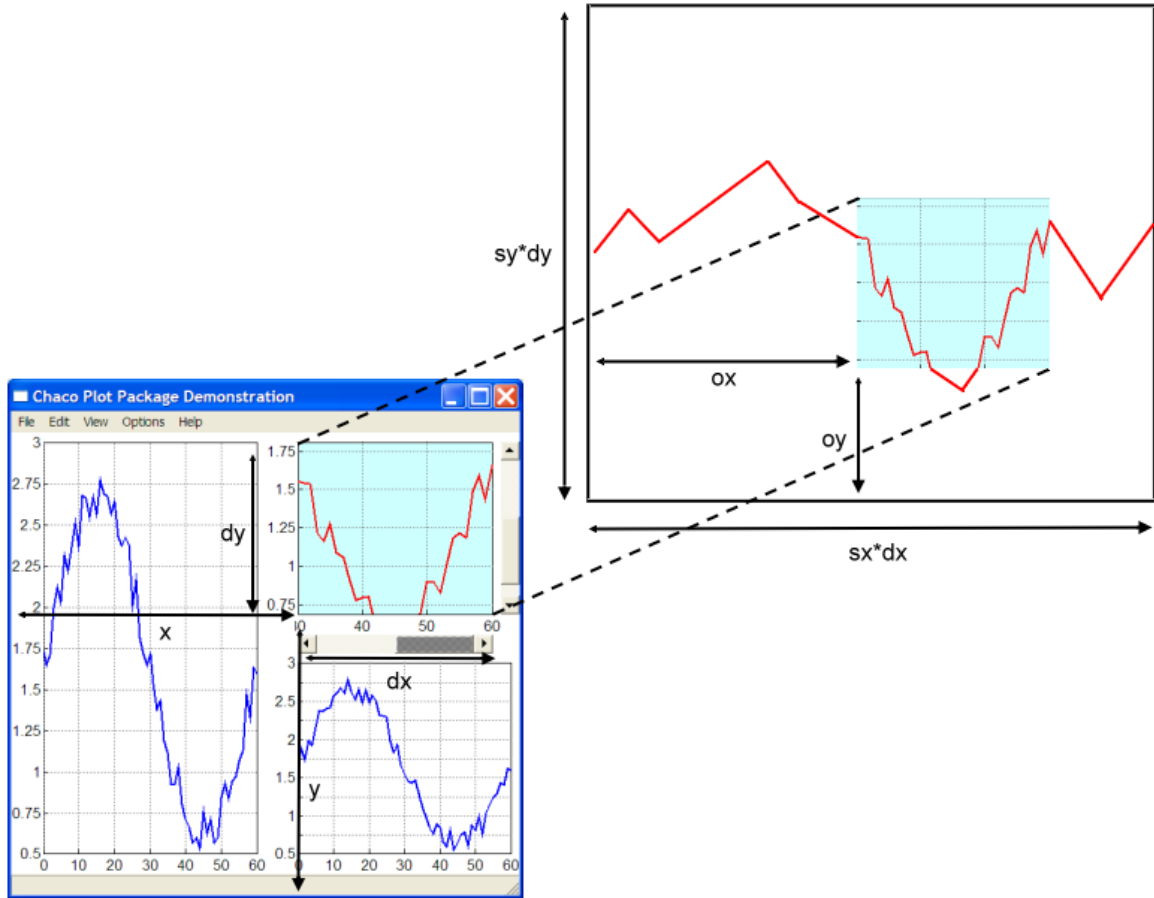 sy*dy
ox
oy
sx*dx
Chaco Plot Package Demonstration
File Edit View Options Help
3
2.75
2.5
2.25
2
1.75
1.5
1.25
1
0.75
0.5
0 10 20 30 40 50 60
dy
x
1.75
1.5
1.25
1
0.75
30 40 50 60
dx
y
3
2.5
2
1.5
1
0.5
0 10 20 30 40 50 60